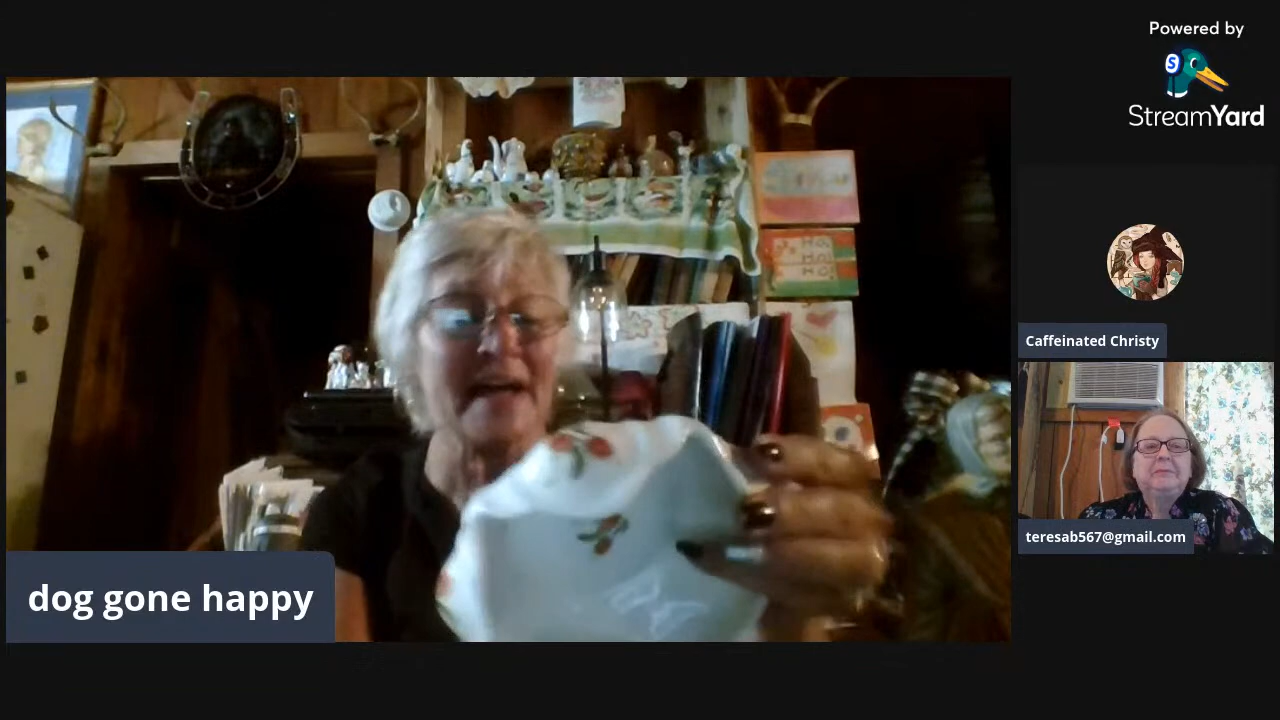 Powered by
StreamYard
HO!
HO!
HO!
Caffeinated Christy
teresab567@gmail.com
dog gone happy